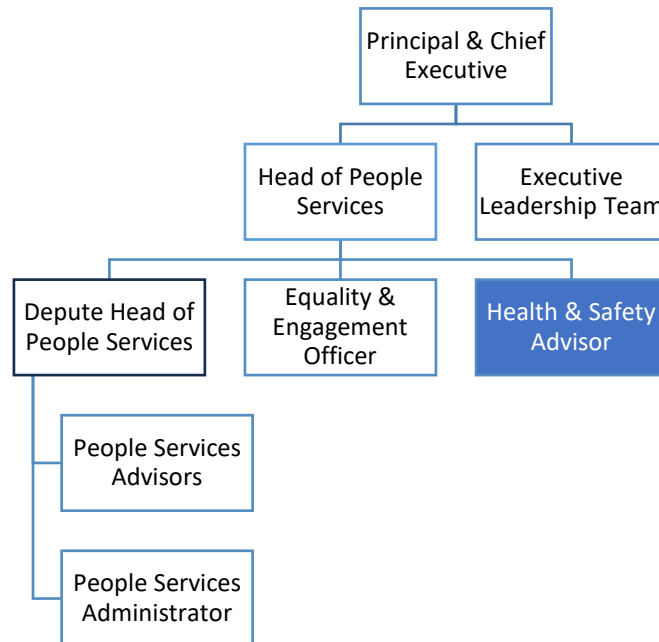 Principal & Chief
Executive
Head of People
Services
Executive
Leadership Team
Depute Head of
People Services
Equality &
Engagement
Officer
Health & Safety
Advisor
People Services
Advisors
People Services
Administrator